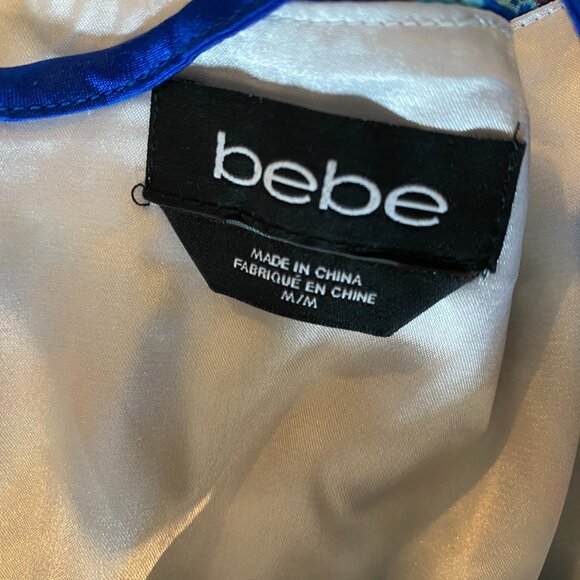 bebe
MADE IN CHINA
FABRIQUÉ EN CHINE
M/M